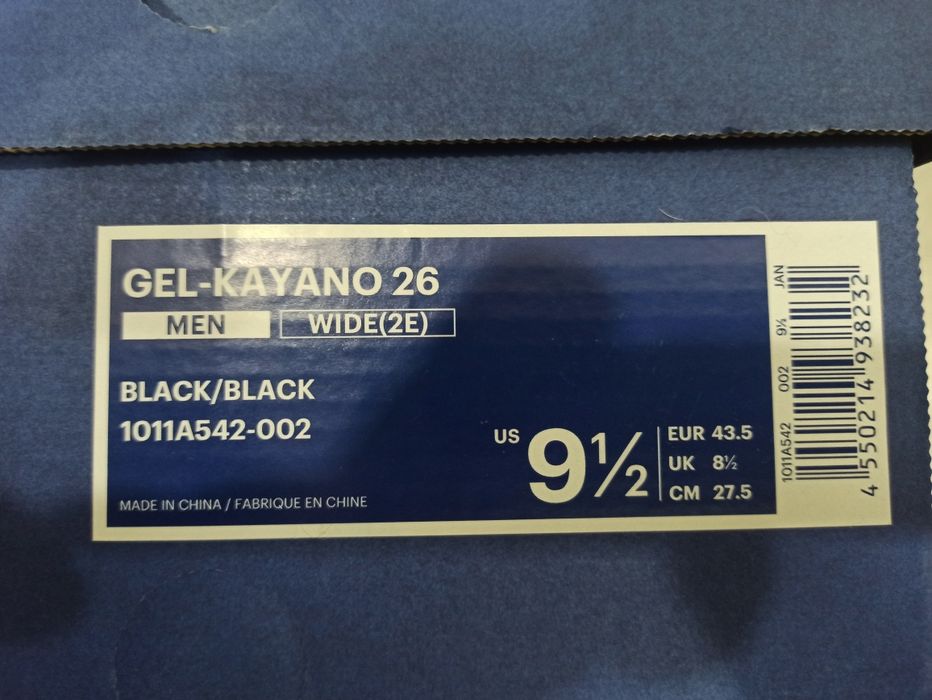 GEL-KAYANO 26
MEN WIDE(2E)
BLACK/BLACK
1011A542-002
US 9½
EUR 43.5
UK 8½
CM 27.5
MADE IN CHINA / FABRIQUE EN CHINE
1011A542 002 9½ JAN
4 550214 938232